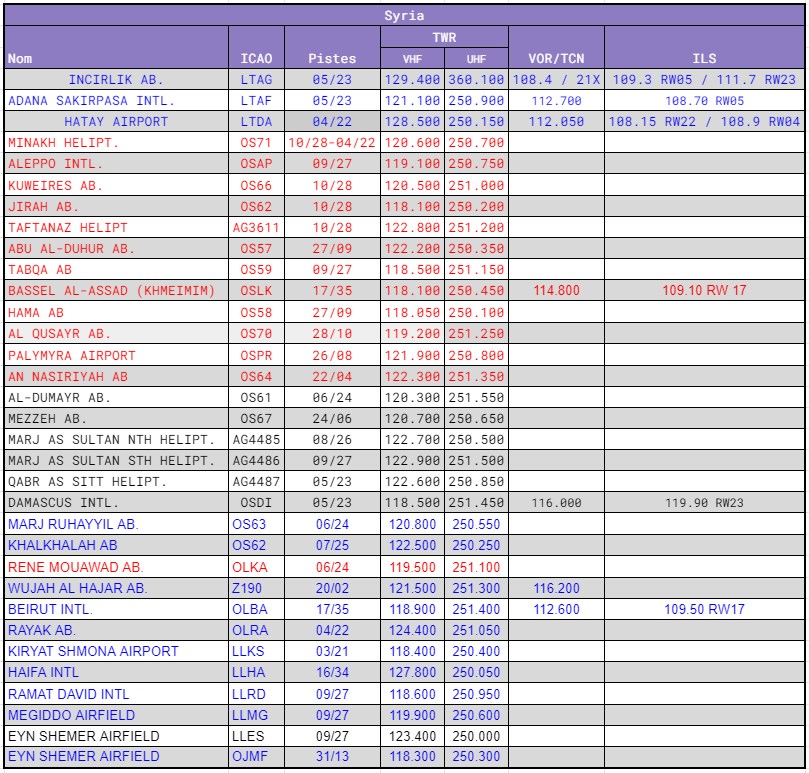 Syria
TWR
Nom ICAO Pistes VHF UHF VOR/TCN ILS
INCIRLIK AB. LTAG 05/23 129.400 360.100 108.4 / 21X 109.3 RW05 / 111.7 RW23
ADANA SAKIRPASA INTL. LTAF 05/23 121.100 250.900 112.700 108.70 RW05
HATAY AIRPORT LTDA 04/22 128.500 250.150 112.050 108.15 RW22 / 108.9 RW04
MINAKH HELIPT. OS71 10/28-04/22 120.600 250.700
ALEPPO INTL. OSAP 09/27 119.100 250.750
KUWEIRES AB. OS66 10/28 120.500 251.000
JIRAH AB. OS62 10/28 118.100 250.200
TAFTANAZ HELIPT AG3611 10/28 122.800 251.200
ABU AL-DUHUR AB. OS57 27/09 122.200 250.350
TABQA AB OS59 09/27 118.500 251.150
BASSEL AL-ASSAD (KHMEIMIM) OSLK 17/35 118.100 250.450 114.800 109.10 RW 17
HAMA AB OS58 27/09 118.050 250.100
AL QUSAYR AB. OS70 28/10 119.200 251.250
PALYMYRA AIRPORT OSPR 26/08 121.900 250.800
AN NASIRIYAH AB OS64 22/04 122.300 251.350
AL-DUMAYR AB. OS61 06/24 120.300 251.550
MEZZEH AB. OS67 24/06 120.700 250.650
MARJ AS SULTAN NTH HELIPT. AG4485 08/26 122.700 250.500
MARJ AS SULTAN STH HELIPT. AG4486 09/27 122.900 251.500
QABR AS SITT HELIPT. AG4487 05/23 122.600 250.850
DAMASCUS INTL. OSDI 05/23 118.500 251.450 116.000 119.90 RW23
MARJ RUHAYYIL AB. OS63 06/24 120.800 250.550
KHALKHALAH AB OS62 07/25 122.500 250.250
RENE MOUAWAD AB. OLKA 06/24 119.500 251.100
WUJAH AL HAJAR AB. Z190 20/02 121.500 251.300 116.200
BEIRUT INTL. OLBA 17/35 118.900 251.400 112.600 109.50 RW17
RAYAK AB. OLRA 04/22 124.400 251.050
KIRYAT SHMONA AIRPORT LLKS 03/21 118.400 250.400
HAIFA INTL LLHA 16/34 127.800 250.050
RAMAT DAVID INTL LLRD 09/27 118.600 250.950
MEGIDDO AIRFIELD LLMG 09/27 119.900 250.600
EYN SHEMER AIRFIELD LLES 09/27 123.400 250.000
EYN SHEMER AIRFIELD OJMF 31/13 118.300 250.300